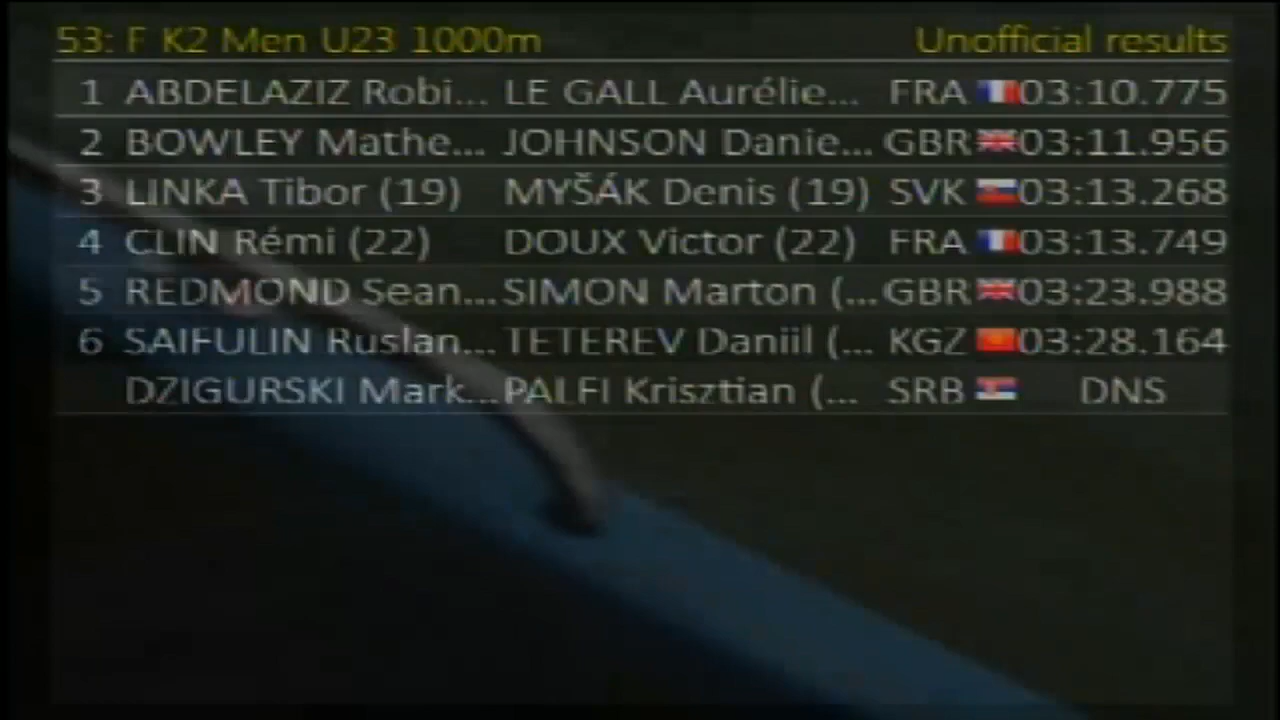 53: F K2 Men U23 1000m Unofficial results
1 ABDELAZIZ Robi... LE GALL Aurélie... FRA 03:10.775
2 BOWLEY Mathe... JOHNSON Danie... GBR 03:11.956
3 LINKA Tibor (19) MYŠÁK Denis (19) SVK 03:13.268
4 CLIN Rémi (22) DOUX Victor (22) FRA 03:13.749
5 REDMOND Sean... SIMON Marton (... GBR 03:23.988
6 SAIFULIN Ruslan... TETEREV Daniil (... KGZ 03:28.164
DZIGURSKI Mark... PALFI Krisztian (... SRB DNS